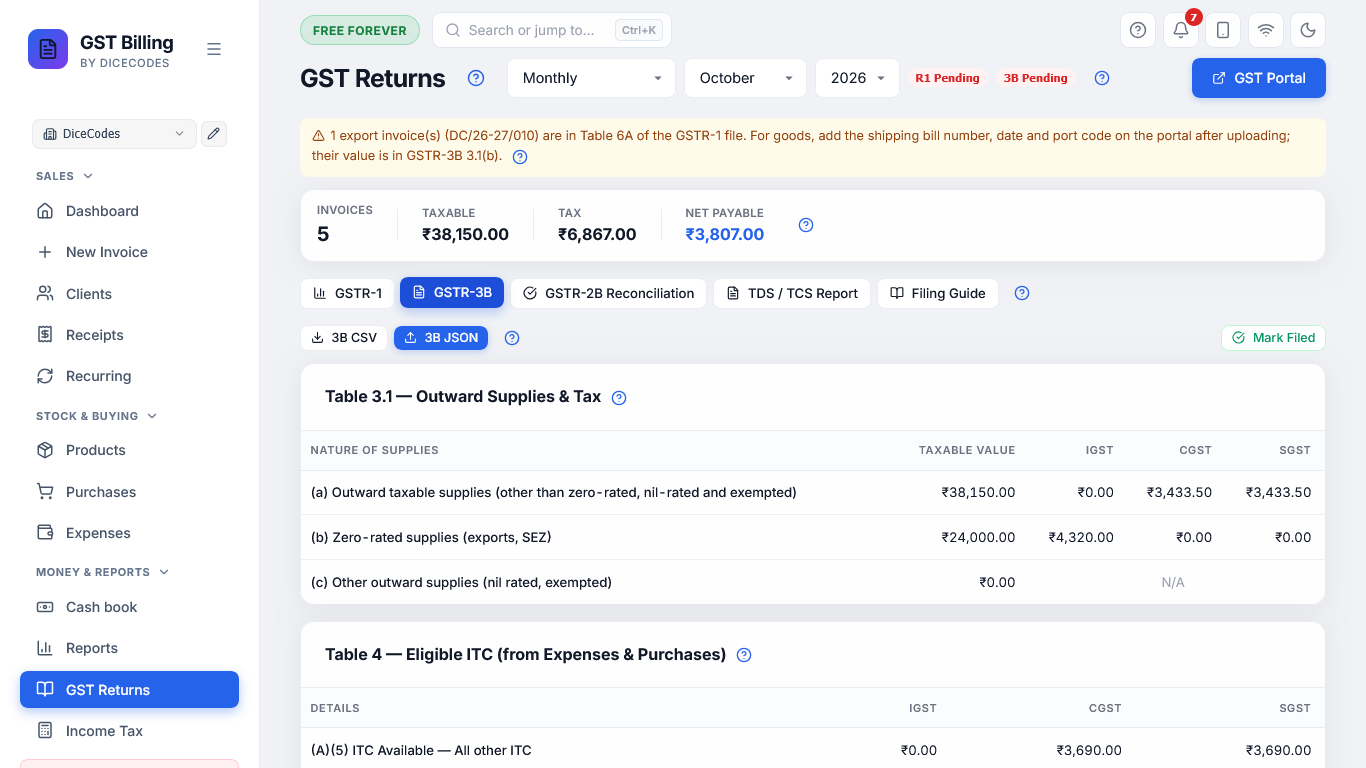 GST Billing
BY DICECODES
DiceCodes
SALES
Dashboard
New Invoice
Clients
Receipts
Recurring
STOCK & BUYING
Products
Purchases
Expenses
MONEY & REPORTS
Cash book
Reports
GST Returns
Income Tax
FREE FOREVER
Search or jump to...
Ctrl+K
7
GST Returns
Monthly
October
2026
R1 Pending
3B Pending
GST Portal
1 export invoice(s) (DC/26-27/010) are in Table 6A of the GSTR-1 file. For goods, add the shipping bill number, date and port code on the portal after uploading;
their value is in GSTR-3B 3.1(b).
INVOICES
5
TAXABLE
₹38,150.00
TAX
₹6,867.00
NET PAYABLE
₹3,807.00
GSTR-1
GSTR-3B
GSTR-2B Reconciliation
TDS / TCS Report
Filing Guide
3B CSV
3B JSON
Mark Filed
Table 3.1 — Outward Supplies & Tax
NATURE OF SUPPLIES TAXABLE VALUE IGST CGST SGST
(a) Outward taxable supplies (other than zero-rated, nil-rated and exempted) ₹38,150.00 ₹0.00 ₹3,433.50 ₹3,433.50
(b) Zero-rated supplies (exports, SEZ) ₹24,000.00 ₹4,320.00 ₹0.00 ₹0.00
(c) Other outward supplies (nil rated, exempted) ₹0.00 N/A
Table 4 — Eligible ITC (from Expenses & Purchases)
DETAILS IGST CGST SGST
(A)(5) ITC Available — All other ITC ₹0.00 ₹3,690.00 ₹3,690.00